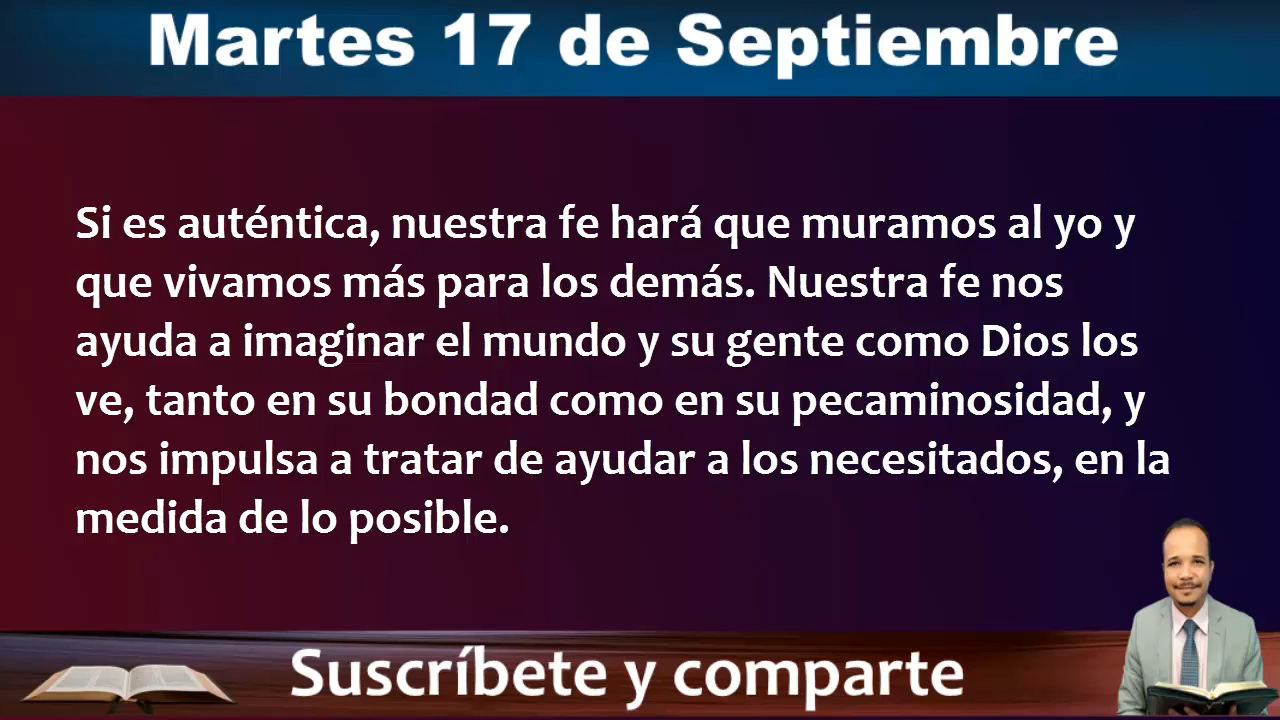 Martes 17 de Septiembre
Si es auténtica, nuestra fe hará que muramos al yo y
que vivamos más para los demás. Nuestra fe nos
ayuda a imaginar el mundo y su gente como Dios los
ve, tanto en su bondad como en su pecaminosidad, y
nos impulsa a tratar de ayudar a los necesitados, en la
medida de lo posible.
Suscríbete y comparte